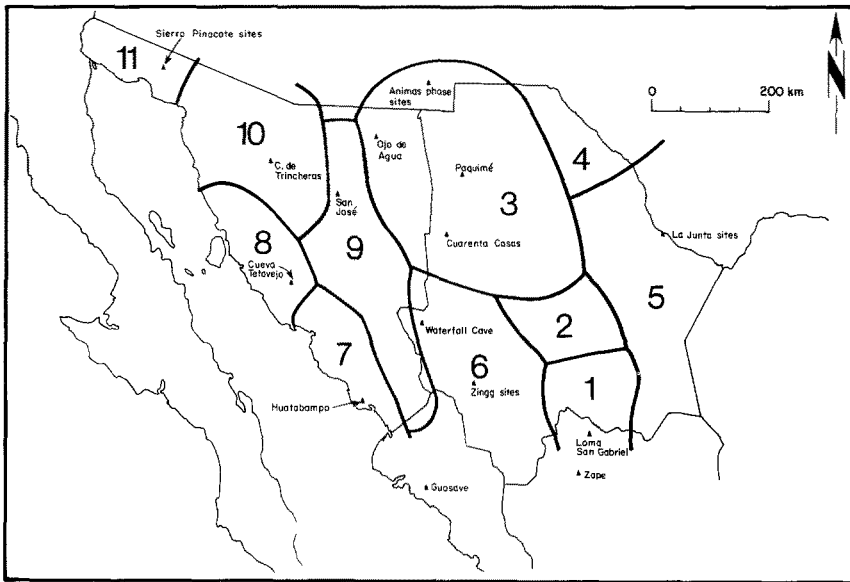 Sierra Pinacate sites
11
N
Animas phase
sites
0
200 km
10
Ojo de
Agua
4
C. de
Trincheras
Paquimé
San
José
3
La Junta sites
8
9
Cuarenta Casas
Cueva
Tetavejo
5
Waterfall Cave
2
7
6
Zingg sites
1
Huatabampo
Loma
San Gabriel
Zape
Guasave